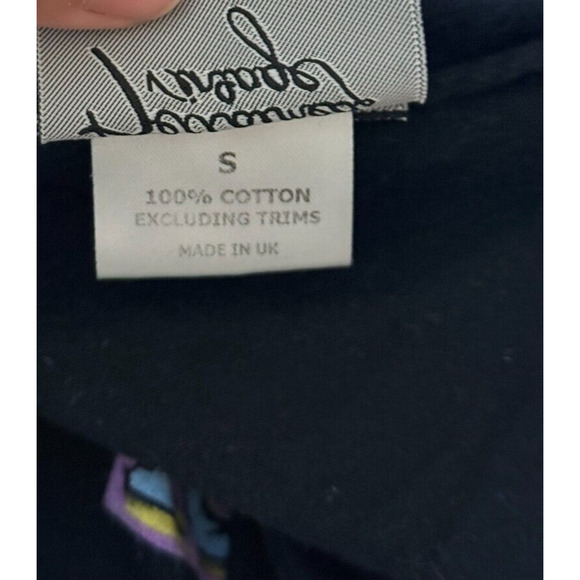 S
100% COTTON
EXCLUDING TRIMS
MADE IN UK